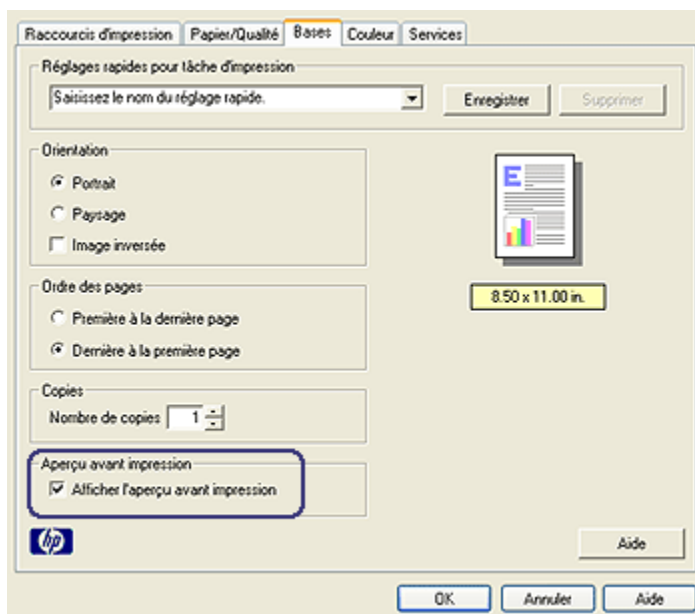 Raccourcis d'impression Papier/Qualité Bases Couleur Services
Réglages rapides pour tâche d'impression
Saisissez le nom du réglage rapide. Enregistrer Supprimer
Orientation
Portrait
Paysage
Image inversée
E
8.50 x 11.00 in.
Ordre des pages
Première à la dernière page
Dernière à la première page
Copies
Nombre de copies 1
Aperçu avant impression
Afficher l'aperçu avant impression
hp Aide
OK Annuler Aide